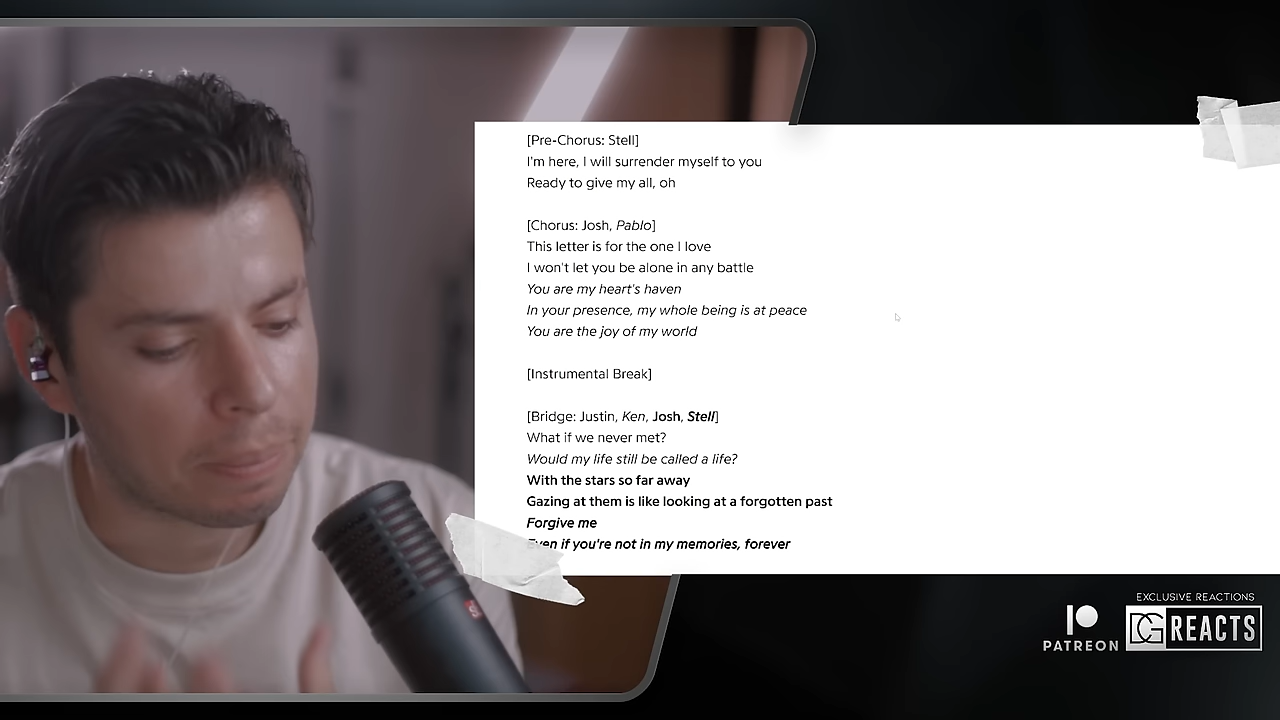 [Pre-Chorus: Stell]
I'm here, I will surrender myself to you
Ready to give my all, oh
[Chorus: Josh, Pablo]
This letter is for the one I love
I won't let you be alone in any battle
You are my heart's haven
In your presence, my whole being is at peace
You are the joy of my world
[Instrumental Break]
[Bridge: Justin, Ken, Josh, Stell]
What if we never met?
Would my life still be called a life?
With the stars so far away
Gazing at them is like looking at a forgotten past
Forgive me
Even if you're not in my memories, forever
EXCLUSIVE REACTIONS
PATREON
DG REACTS